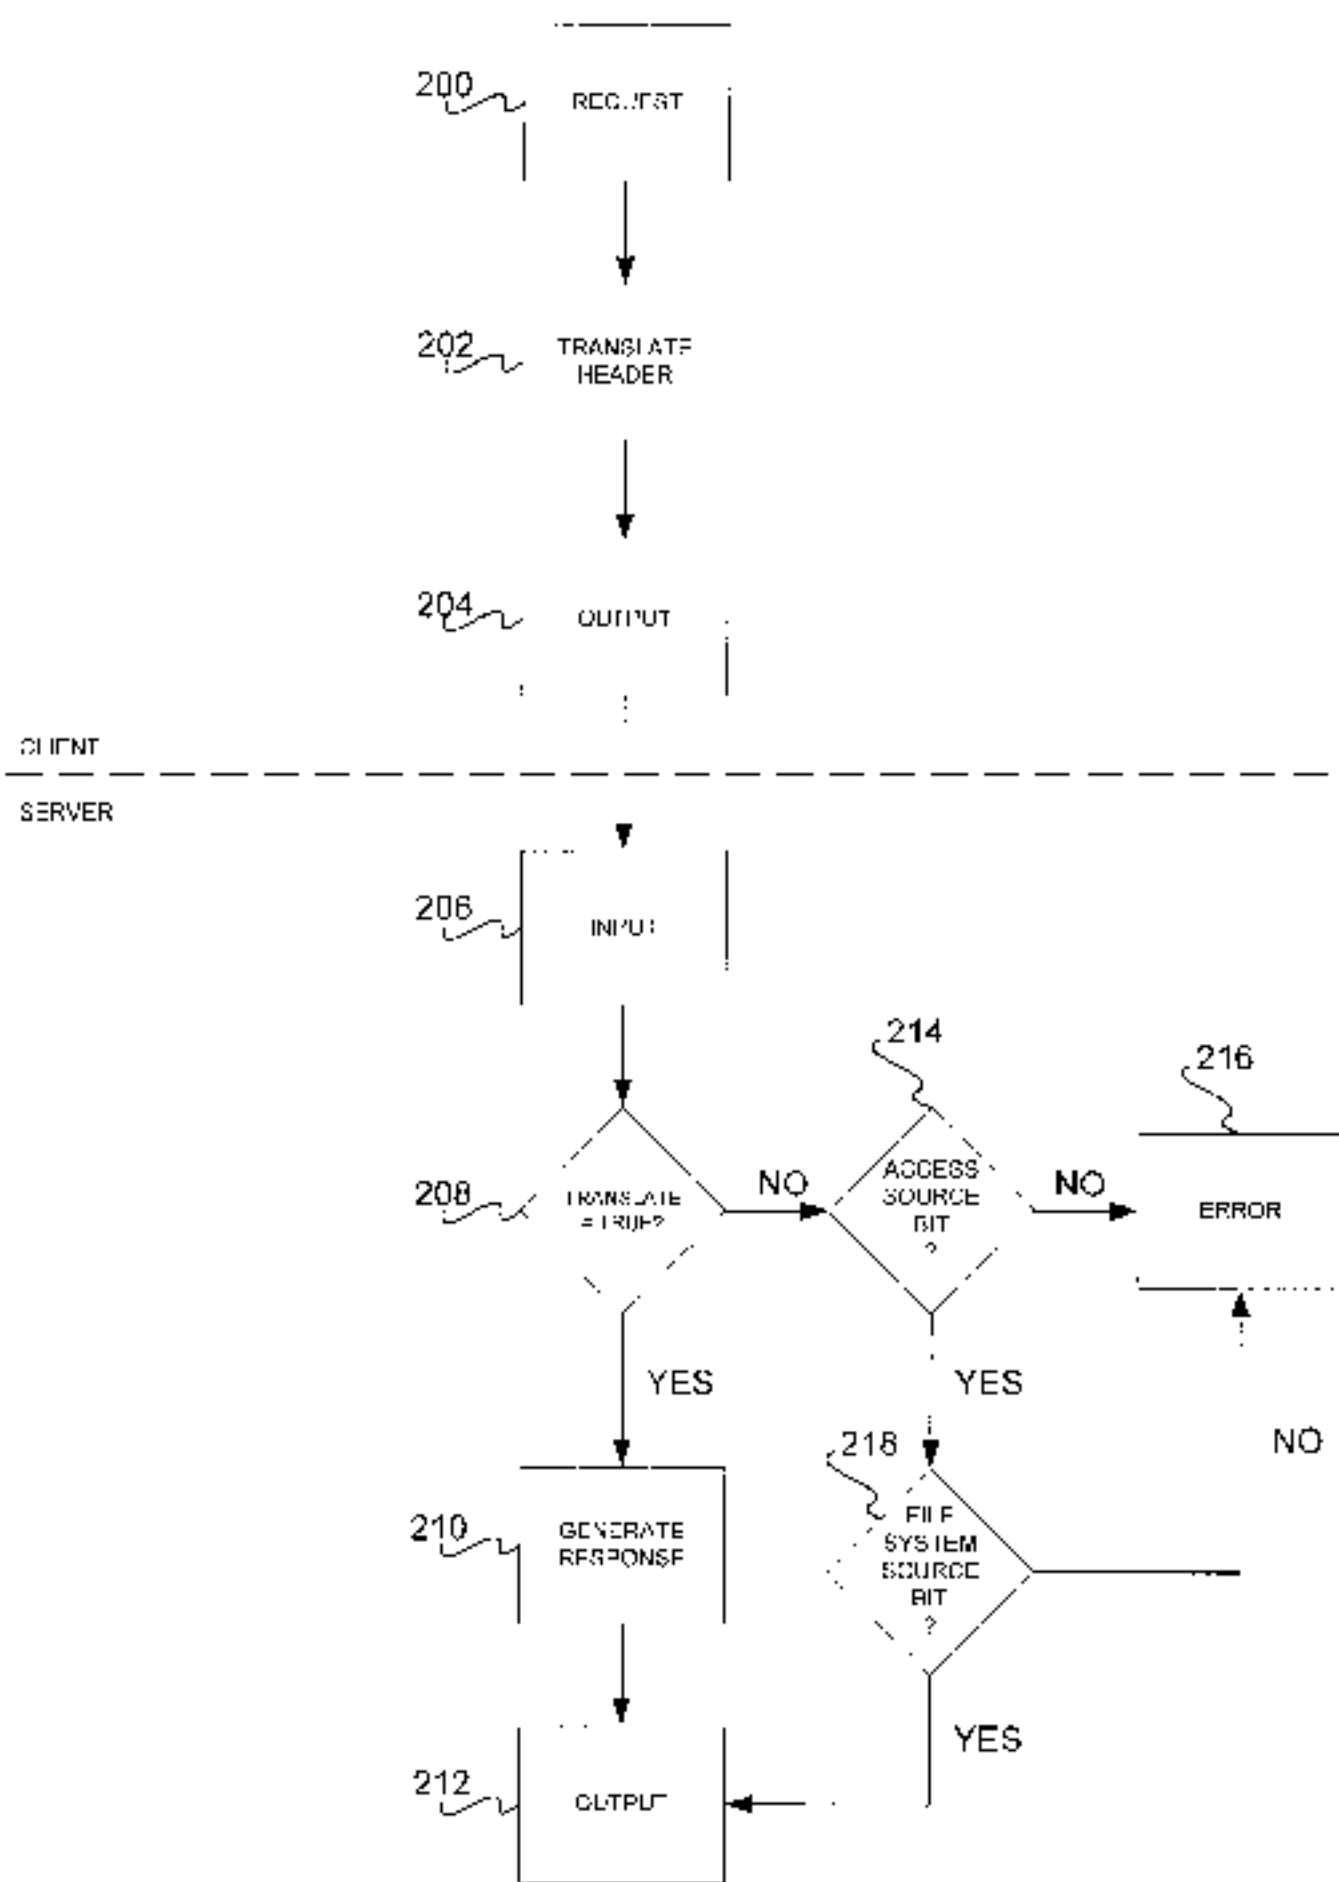 200
REQUEST
202
TRANSLATE
HEADER
204
OUTPUT
CLIENT
SERVER
206
INPUT
214
216
208
TRANSLATE
= TRUE?
NO
ACCESS
SOURCE
BIT
?
NO
ERROR
YES
YES
NO
218
210
GENERATE
RESPONSE
FILE
SYSTEM
SOURCE
BIT
?
YES
212
OUTPUT